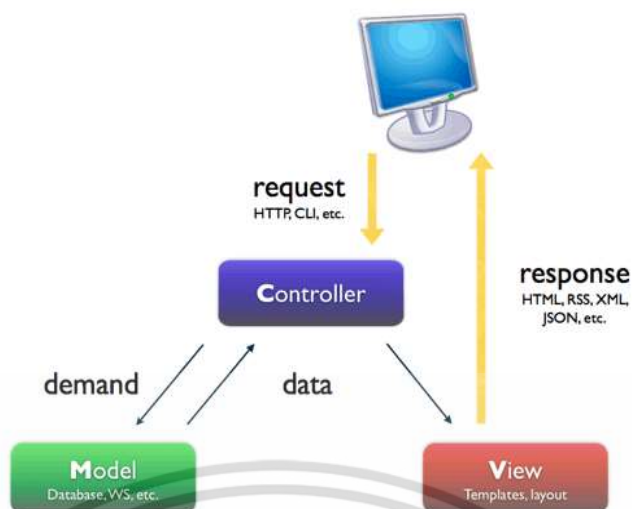 request
HTTP, CLI, etc.
Controller
response
HTML, RSS, XML,
JSON, etc.
demand
data
Model
Database, WS, etc.
View
Templates, layout